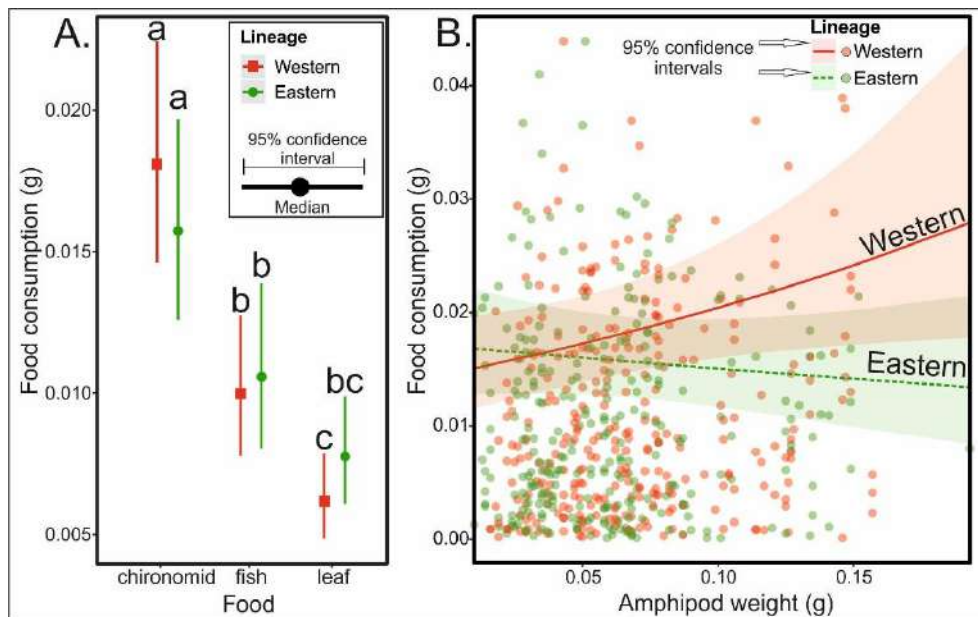 A.
Lineage
Western
Eastern
95% confidence
interval
Median
a
a
b
b
c
bc
0.020
0.015
0.010
0.005
Food consumption (g)
chironomid
fish
leaf
Food
B.
95% confidence
intervals
Lineage
Western
Eastern
Western
Eastern
0.04
0.03
0.02
0.01
0.00
Food consumption (g)
0.05
0.10
0.15
Amphipod weight (g)